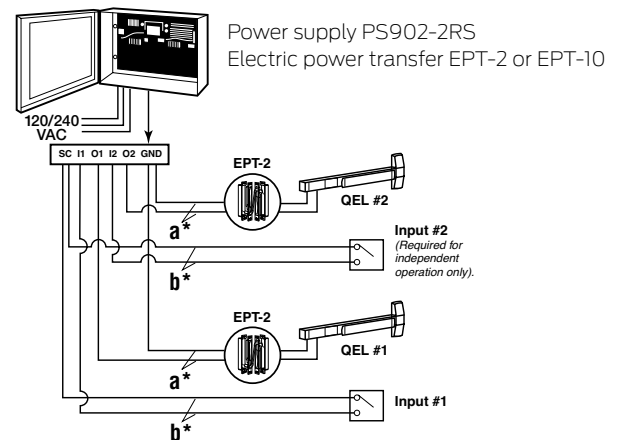 Power supply PS902-2RS
Electric power transfer EPT-2 or EPT-10
120/240
VAC
SC I1 O1 I2 O2 GND
EPT-2
QEL #2
a*
Input #2
(Required for
independent
operation only).
b*
EPT-2
QEL #1
a*
Input #1
b*